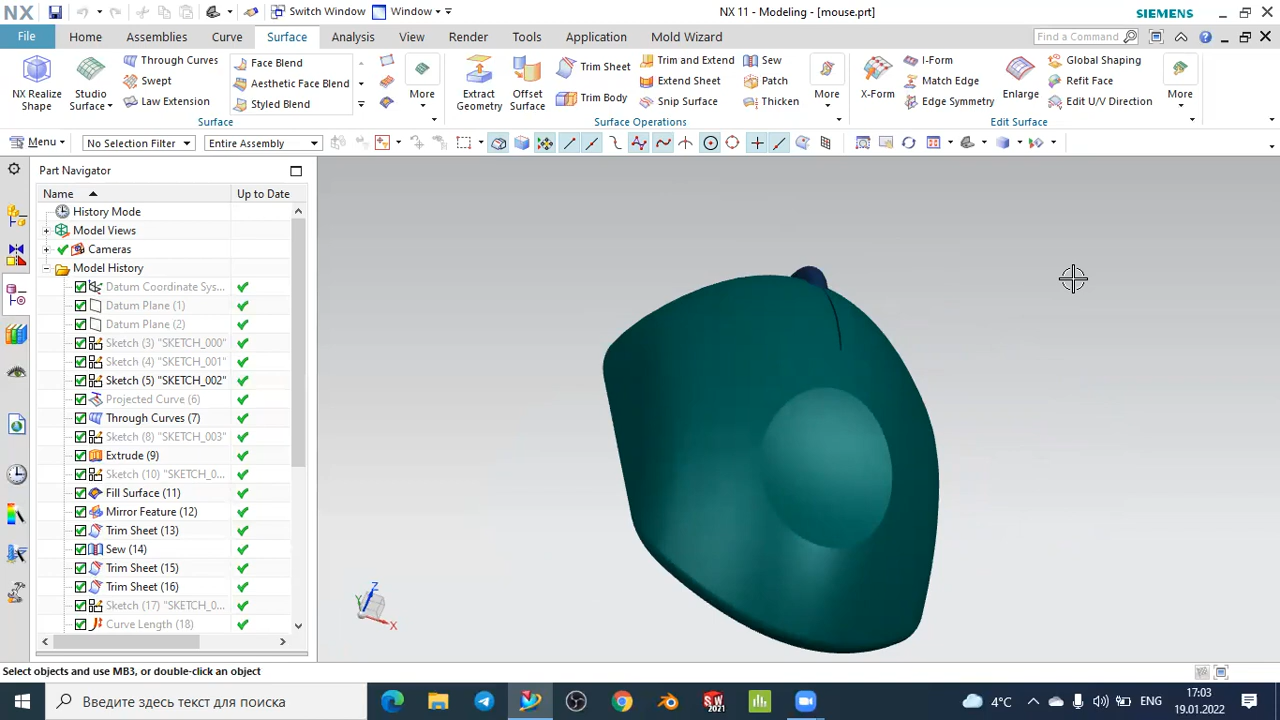 NX
Switch Window
Window
NX 11 - Modeling - [mouse.prt]
SIEMENS
File
Home
Assemblies
Curve
Surface
Analysis
View
Render
Tools
Application
Mold Wizard
Find a Command
NX Realize Shape
Studio Surface
Through Curves
Swept
Law Extension
Face Blend
Aesthetic Face Blend
Styled Blend
More
Surface
Extract Geometry
Offset Surface
Trim Sheet
Trim Body
Trim and Extend
Extend Sheet
Snip Surface
Sew
Patch
Thicken
More
Surface Operations
X-Form
I-Form
Match Edge
Edge Symmetry
Enlarge
Global Shaping
Refit Face
Edit U/V Direction
More
Edit Surface
Menu
No Selection Filter
Entire Assembly
Part Navigator
Name
Up to Date
History Mode
Model Views
Cameras
Model History
Datum Coordinate Sys...
Datum Plane (1)
Datum Plane (2)
Sketch (3) "SKETCH_000"
Sketch (4) "SKETCH_001"
Sketch (5) "SKETCH_002"
Projected Curve (6)
Through Curves (7)
Sketch (8) "SKETCH_003"
Extrude (9)
Sketch (10) "SKETCH_0...
Fill Surface (11)
Mirror Feature (12)
Trim Sheet (13)
Sew (14)
Trim Sheet (15)
Trim Sheet (16)
Sketch (17) "SKETCH_0...
Curve Length (18)
Z
Y
X
Select objects and use MB3, or double-click an object
Введите здесь текст для поиска
SW
2021
4°C
ENG
17:03
19.01.2022